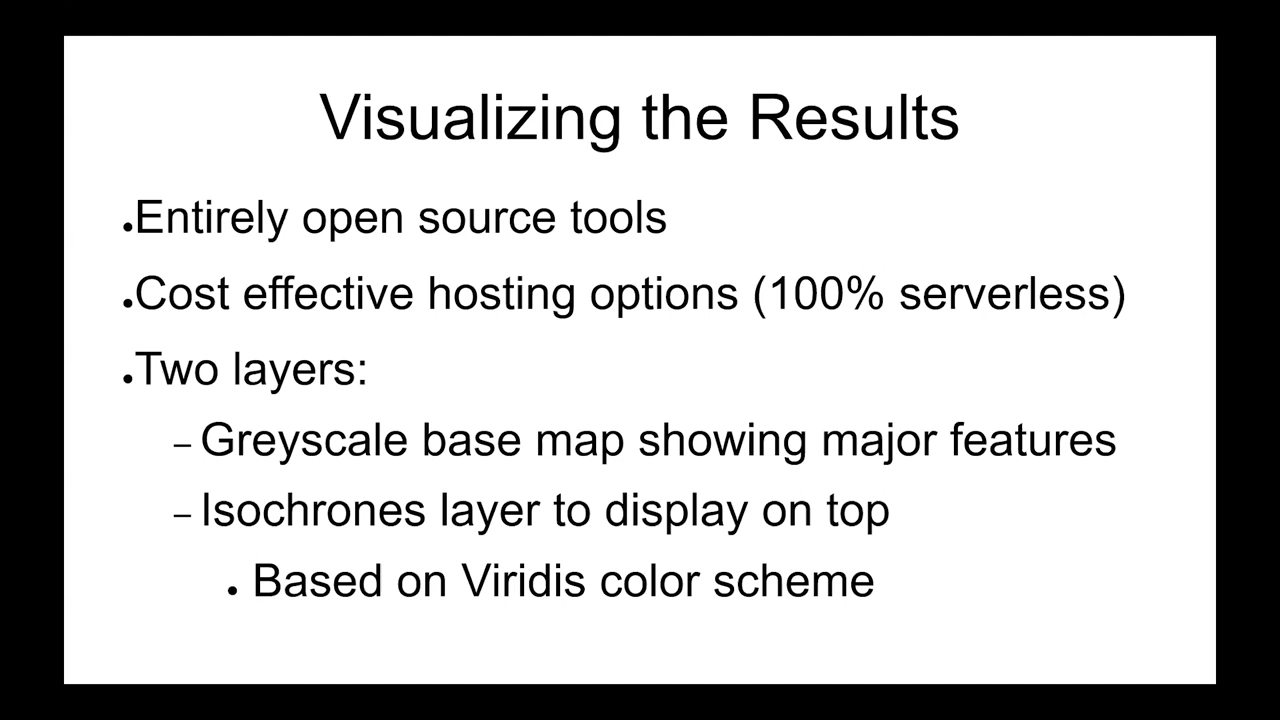 Visualizing the Results
●Entirely open source tools
●Cost effective hosting options (100% serverless)
●Two layers:
– Greyscale base map showing major features
– Isochrones layer to display on top
● Based on Viridis color scheme